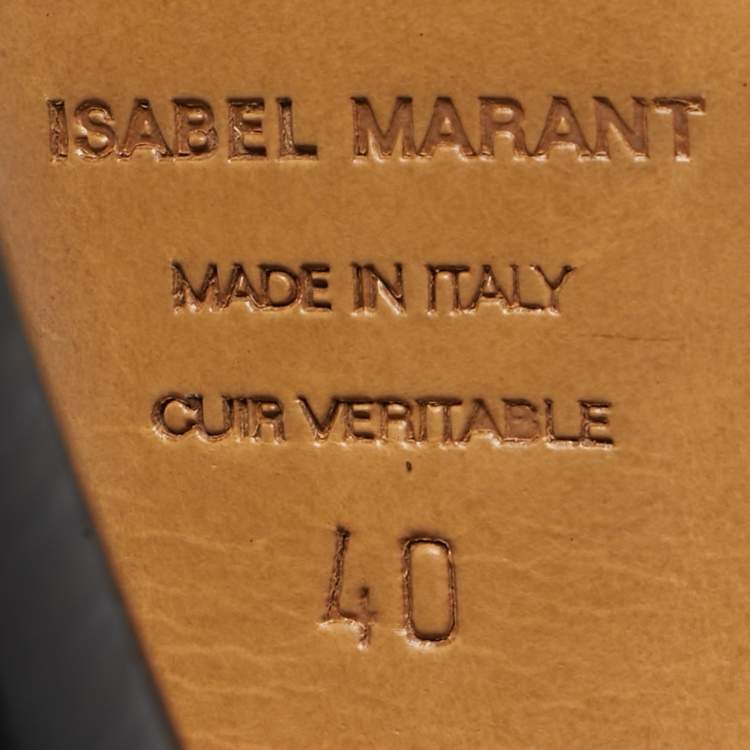 ISABEL MARANT
MADE IN ITALY
CUIR VERITABLE
40